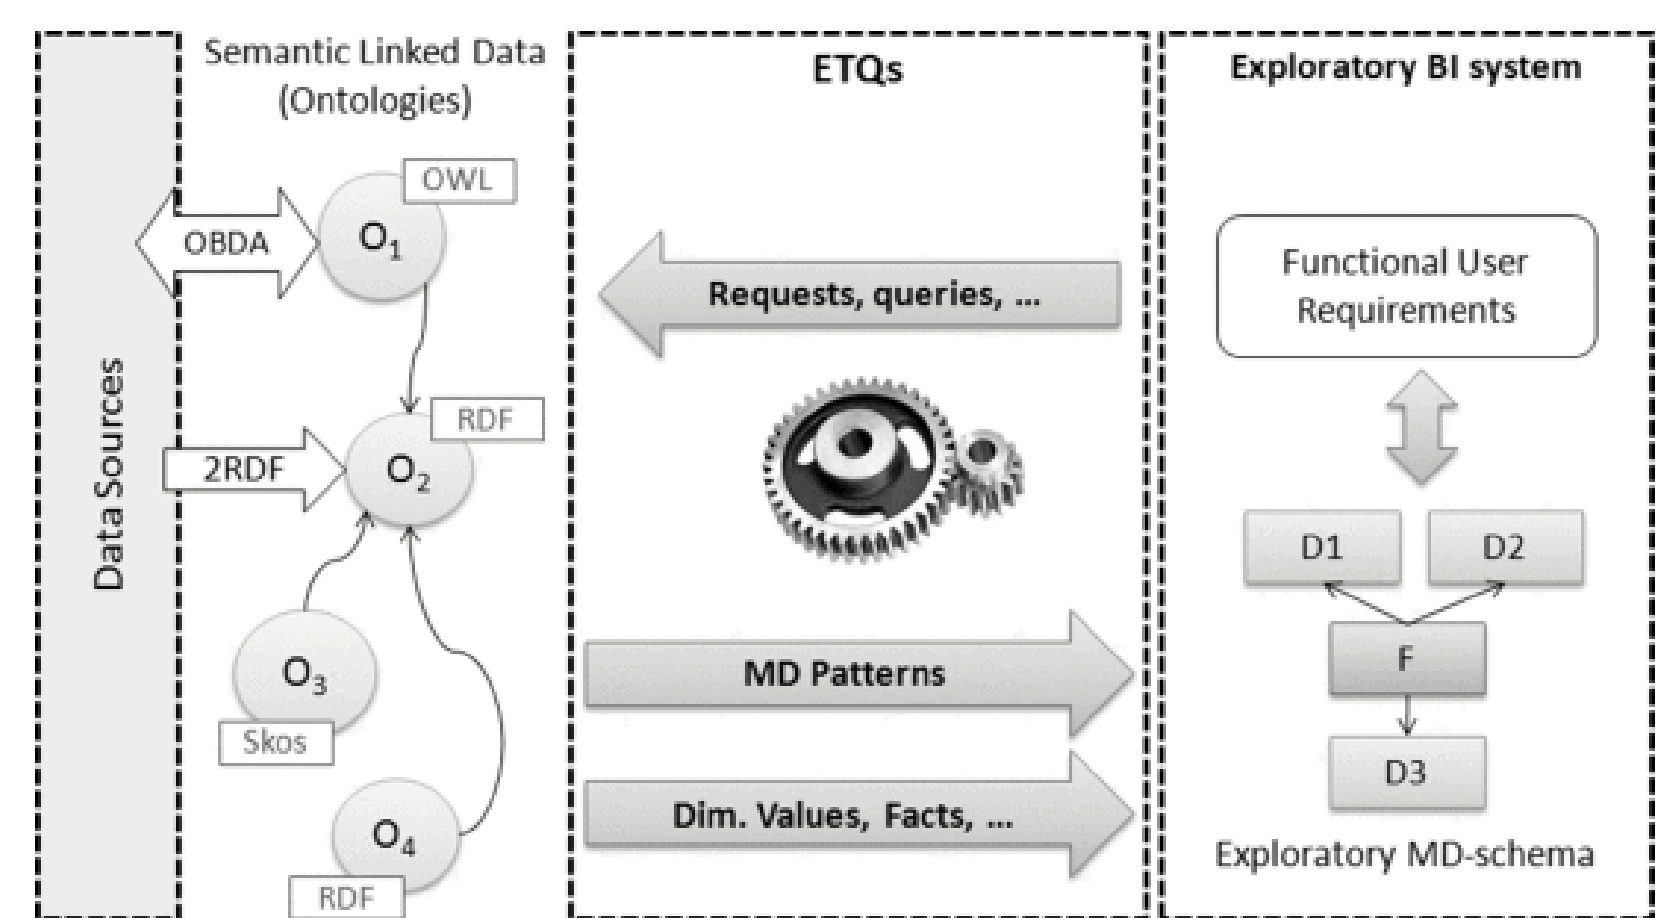 Data Sources
Semantic Linked Data
(Ontologies)
OWL
O1
OBDA
RDF
O2
2RDF
O3
Skos
O4
RDF
ETQs
Requests, queries, ...
MD Patterns
Dim. Values, Facts, ...
Exploratory BI system
Functional User
Requirements
D1
D2
F
D3
Exploratory MD-schema